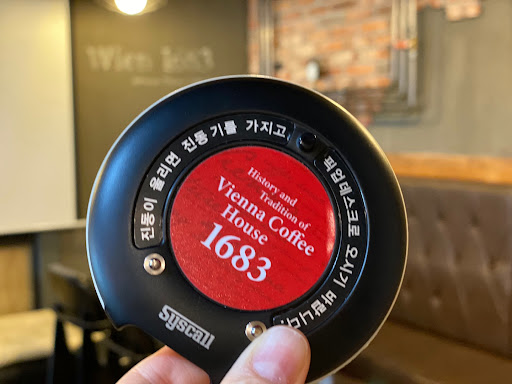 진동이 울리면 진동기를 가지고
픽업데스크로 오시기 바랍니다
History and
Tradition of
Vienna Coffee
House
1683
syscall
Wien 1683